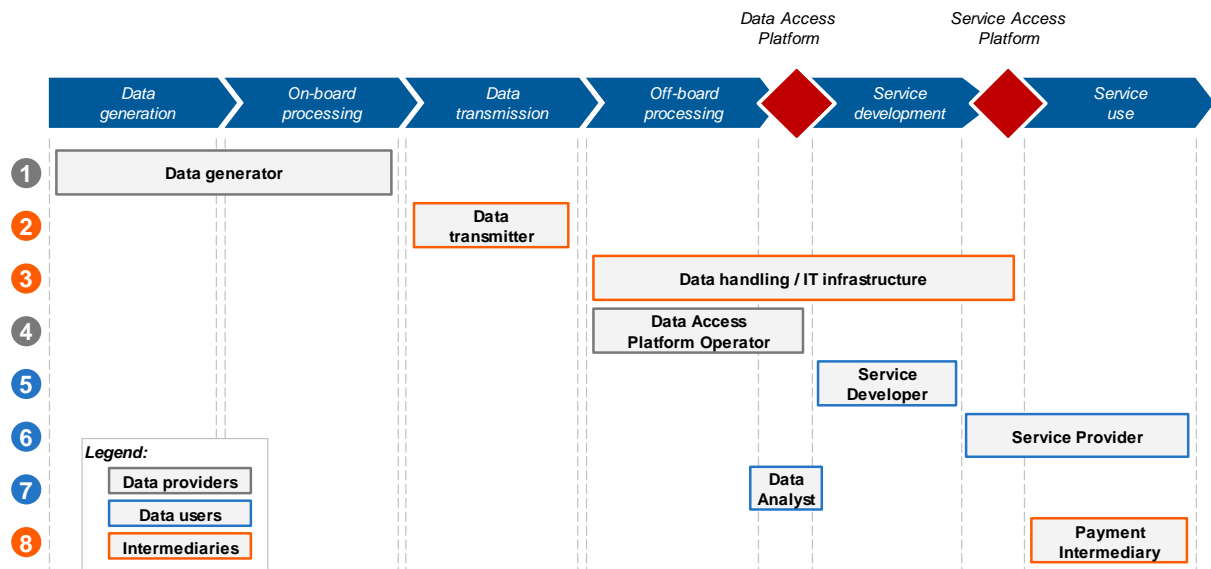 Data Access
Platform
Service Access
Platform
Data
generation
On-board
processing
Data
transmission
Off-board
processing
Service
development
Service
use
1
Data generator
2
Data
transmitter
3
Data handling / IT infrastructure
4
Data Access
Platform Operator
5
Service
Developer
6
Service Provider
Legend:
Data providers
Data users
Intermediaries
7
Data
Analyst
8
Payment
Intermediary